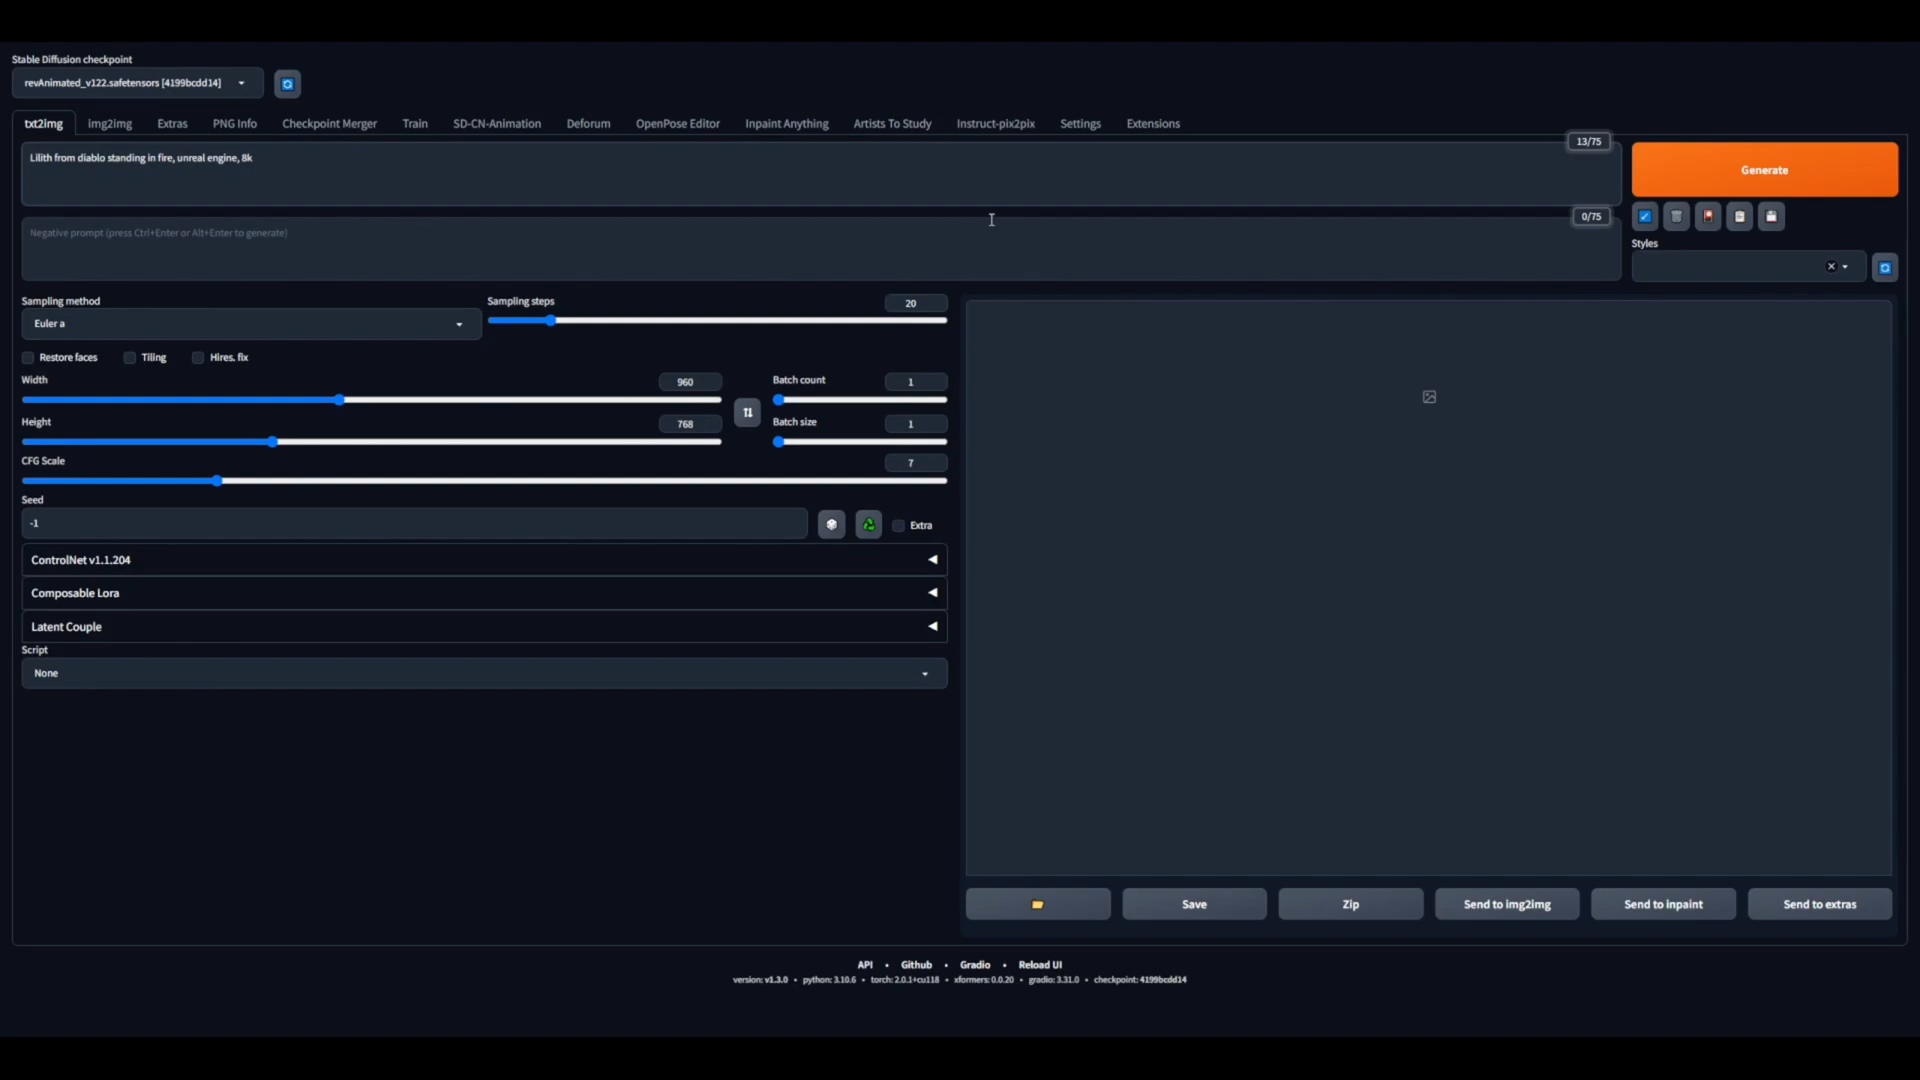 Stable Diffusion checkpoint
revAnimated_v122.safetensors [4199bcdd14]
txt2img img2img Extras PNG Info Checkpoint Merger Train SD-CN-Animation Deforum OpenPose Editor Inpaint Anything Artists To Study Instruct-pix2pix Settings Extensions
13/75
Lilith from diablo standing in fire, unreal engine, 8k
Generate
0/75
Negative prompt (press Ctrl+Enter or Alt+Enter to generate)
Styles
Sampling method
Euler a
Sampling steps
20
Restore faces Tiling Hires. fix
Width
960
Batch count
1
Height
768
Batch size
1
CFG Scale
7
Seed
-1
Extra
ControlNet v1.1.204
Composable Lora
Latent Couple
Script
None
Save Zip Send to img2img Send to inpaint Send to extras
API • Github • Gradio • Reload UI
version: v1.3.0 • python: 3.10.6 • torch: 2.0.1+cu118 • xformers: 0.0.20 • gradio: 3.31.0 • checkpoint: 4199bcdd14